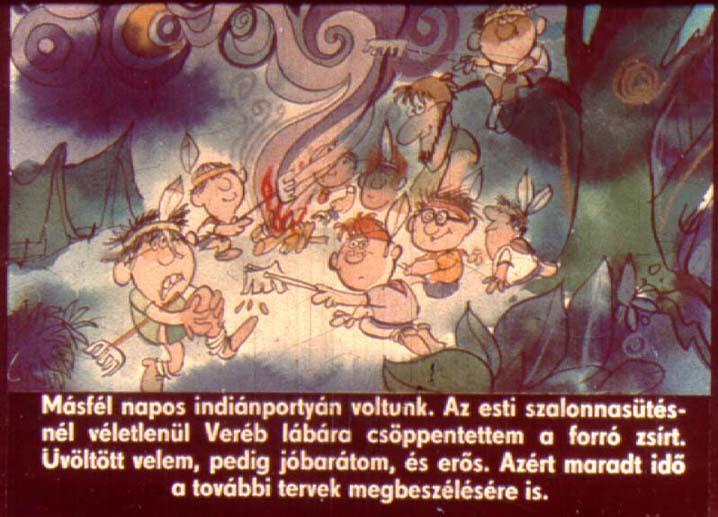 Másfél napos indiánportyán voltunk. Az esti szalonnasütés-
nél véletlenül Veréb lábára csöppentettem a forró zsírt.
Üvöltött velem, pedig jóbarátom, és erős. Azért maradt idő
a további tervek megbeszélésére is.